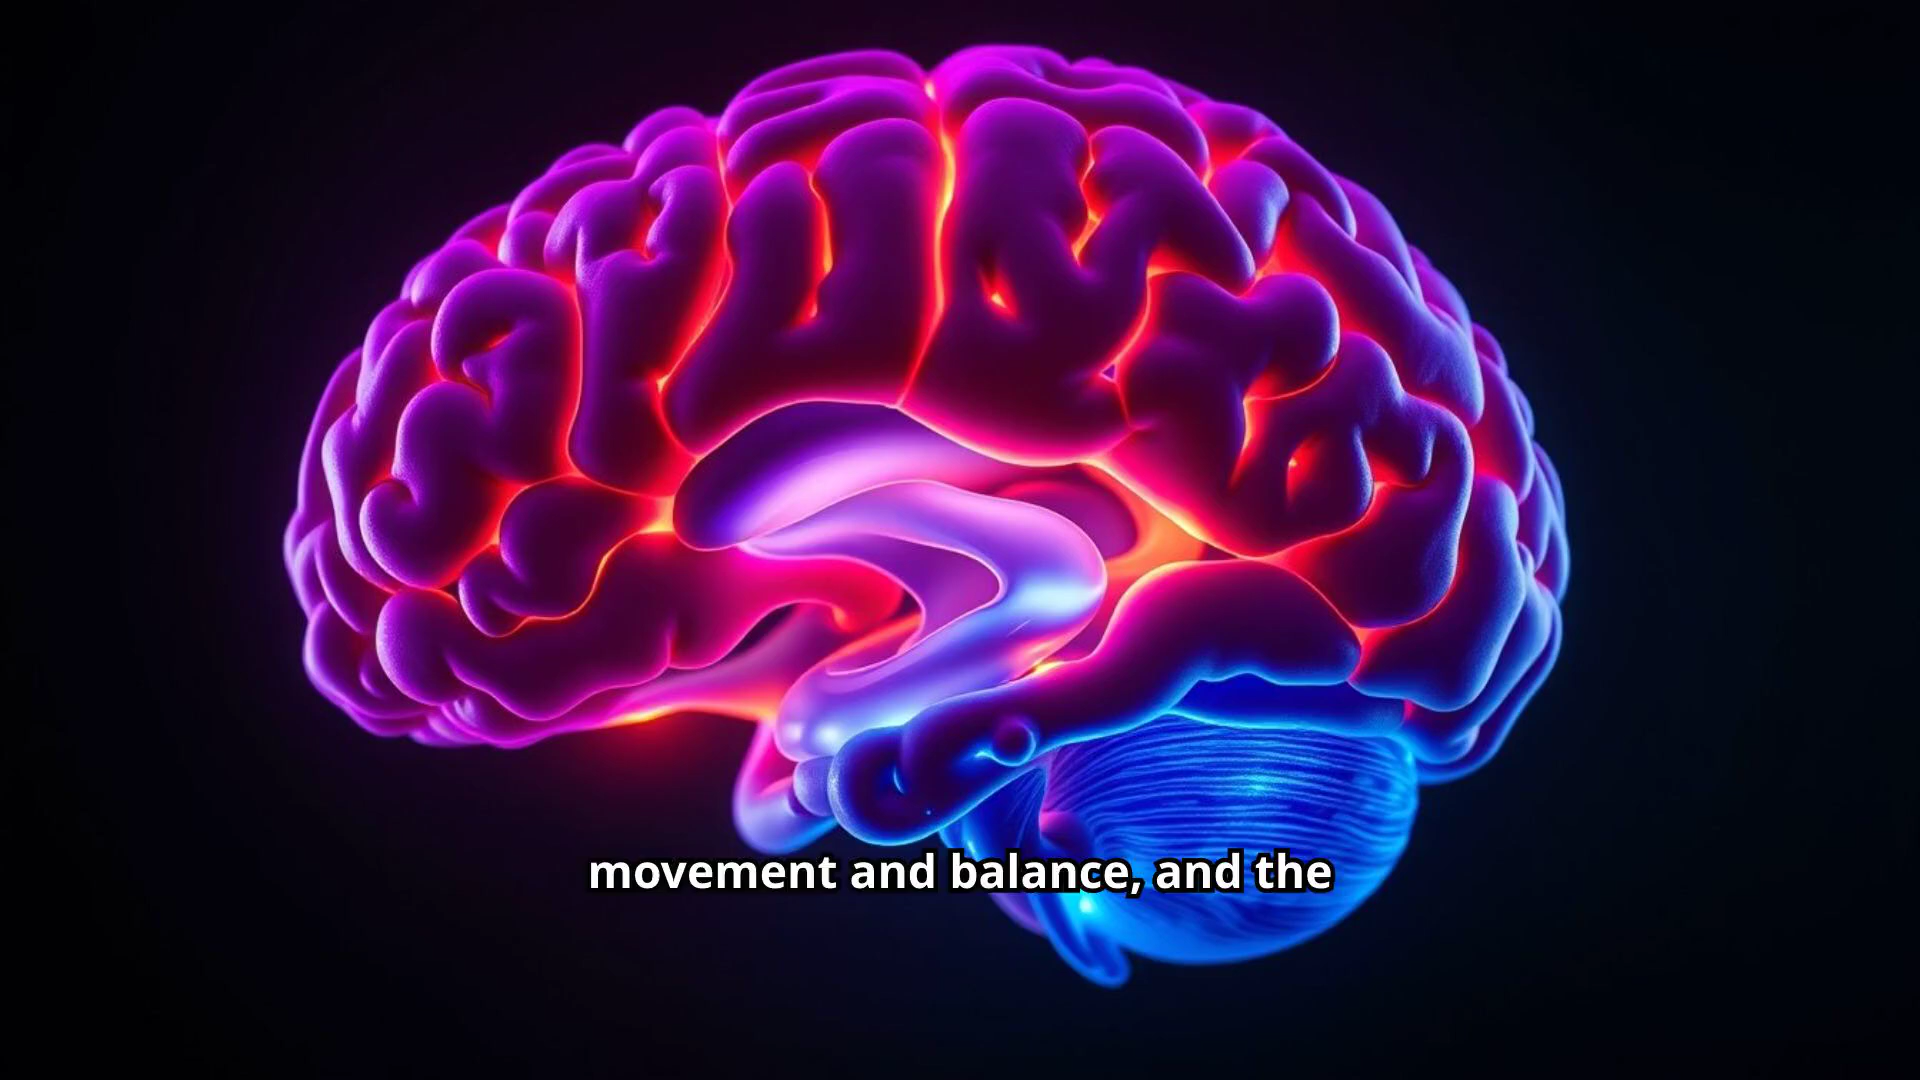 movement and balance, and the